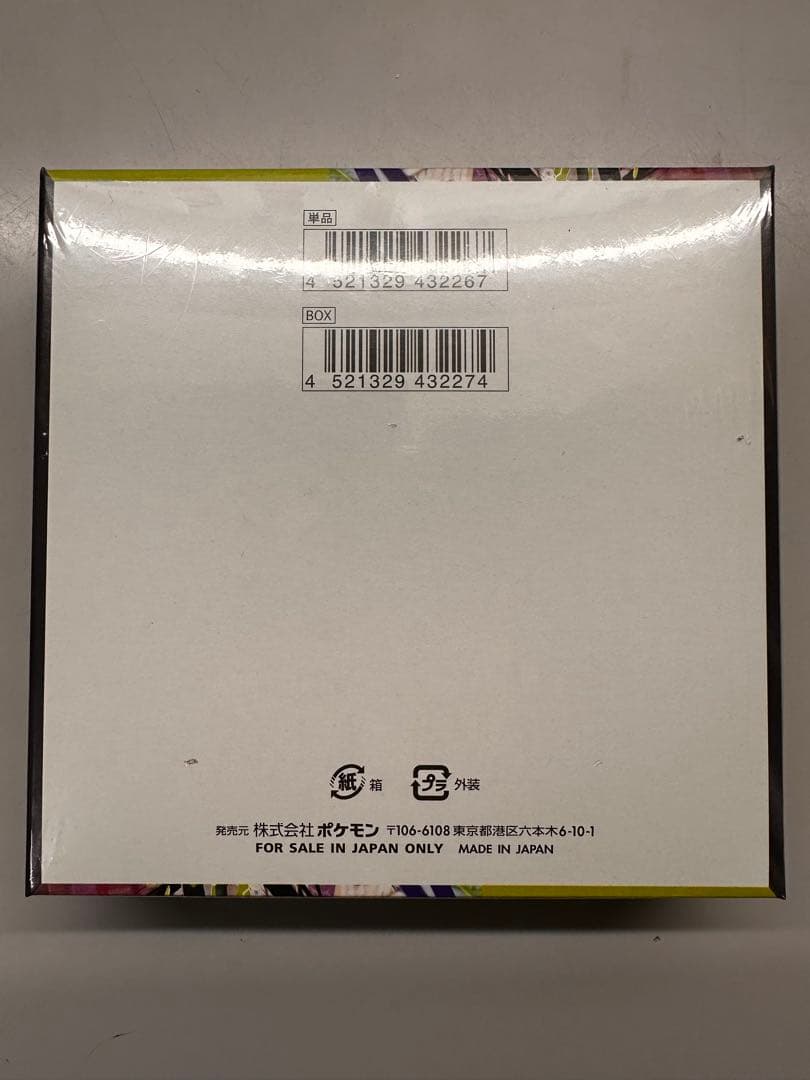 単品
4 521329 432267
BOX
4 521329 432274
紙 箱 プラ 外装
発売元 株式会社ポケモン 〒106-6108 東京都港区六本木6-10-1
FOR SALE IN JAPAN ONLY MADE IN JAPAN